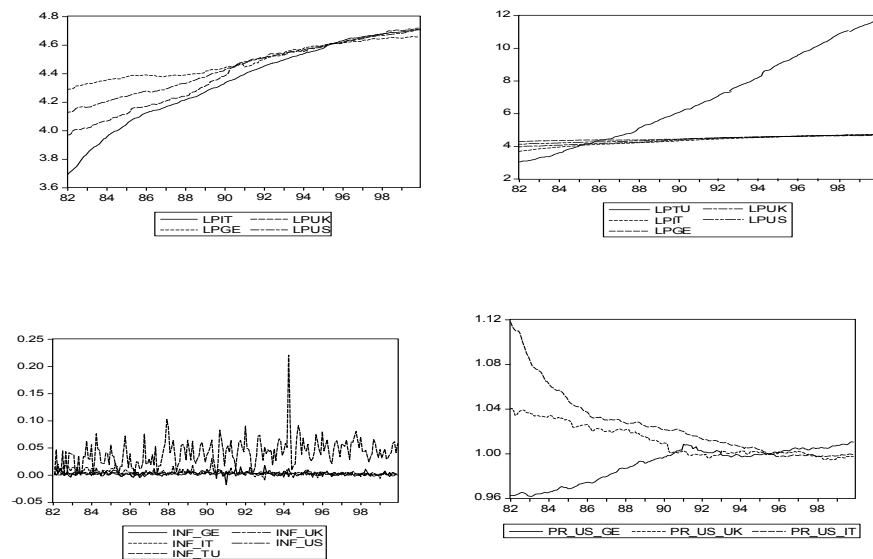 4.8
4.6
4.4
4.2
4.0
3.8
3.6
82 84 86 88 90 92 94 96 98
LPIT LPUK
LPGE LPUS
12
10
8
6
4
2
82 84 86 88 90 92 94 96 98
LPTU LPUK
LPIT LPUS
LPGE
0.25
0.20
0.15
0.10
0.05
0.00
-0.05
82 84 86 88 90 92 94 96 98
INF_GE INF_UK
INF_IT INF_US
INF_TU
1.12
1.08
1.04
1.00
0.96
82 84 86 88 90 92 94 96 98
PR_US_GE PR_US_UK PR_US_IT